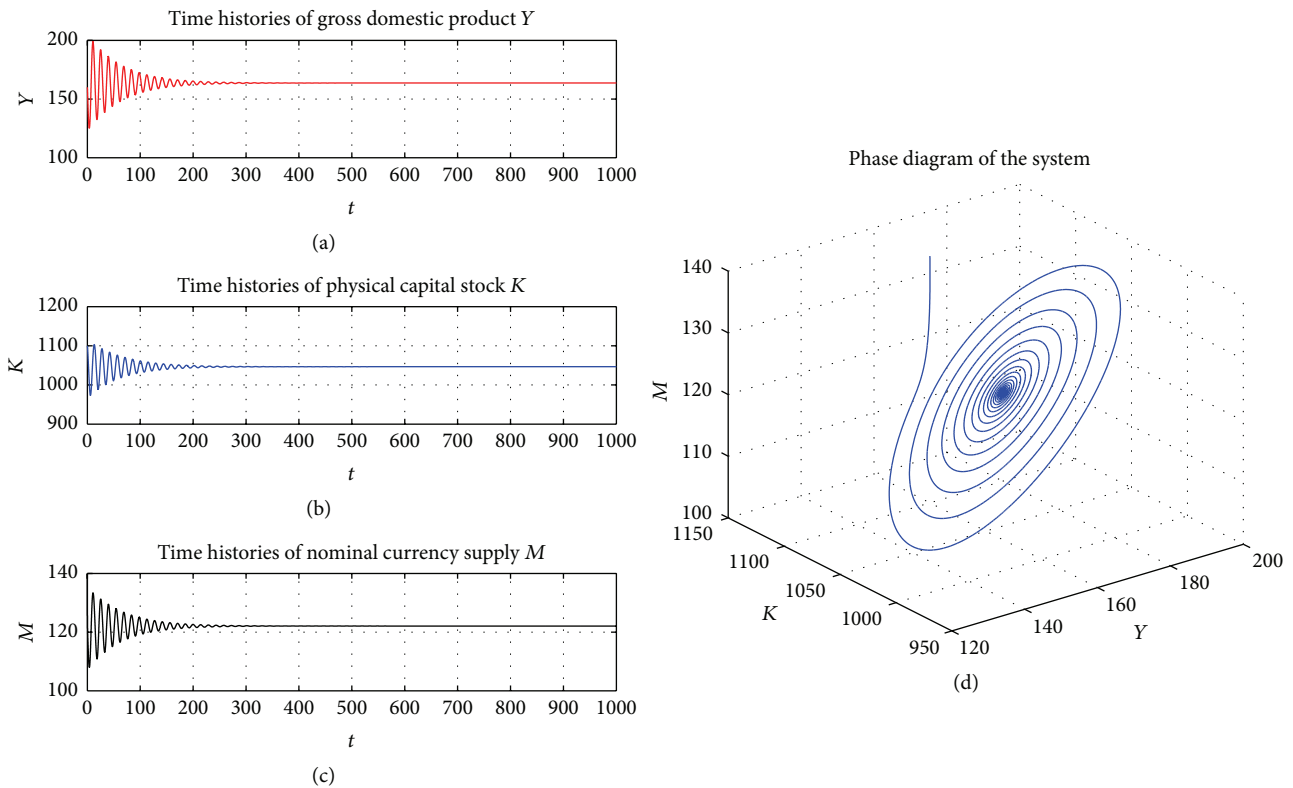 Time histories of gross domestic product Y
200
150
100
Y
0 100 200 300 400 500 600 700 800 900 1000
t
(a)
Time histories of physical capital stock K
1200
1100
1000
900
K
0 100 200 300 400 500 600 700 800 900 1000
t
(b)
Time histories of nominal currency supply M
140
120
100
M
0 100 200 300 400 500 600 700 800 900 1000
t
(c)
Phase diagram of the system
140
130
120
110
100
M
1150
1100
1050
1000
950
K
120
140
160
180
200
Y
(d)